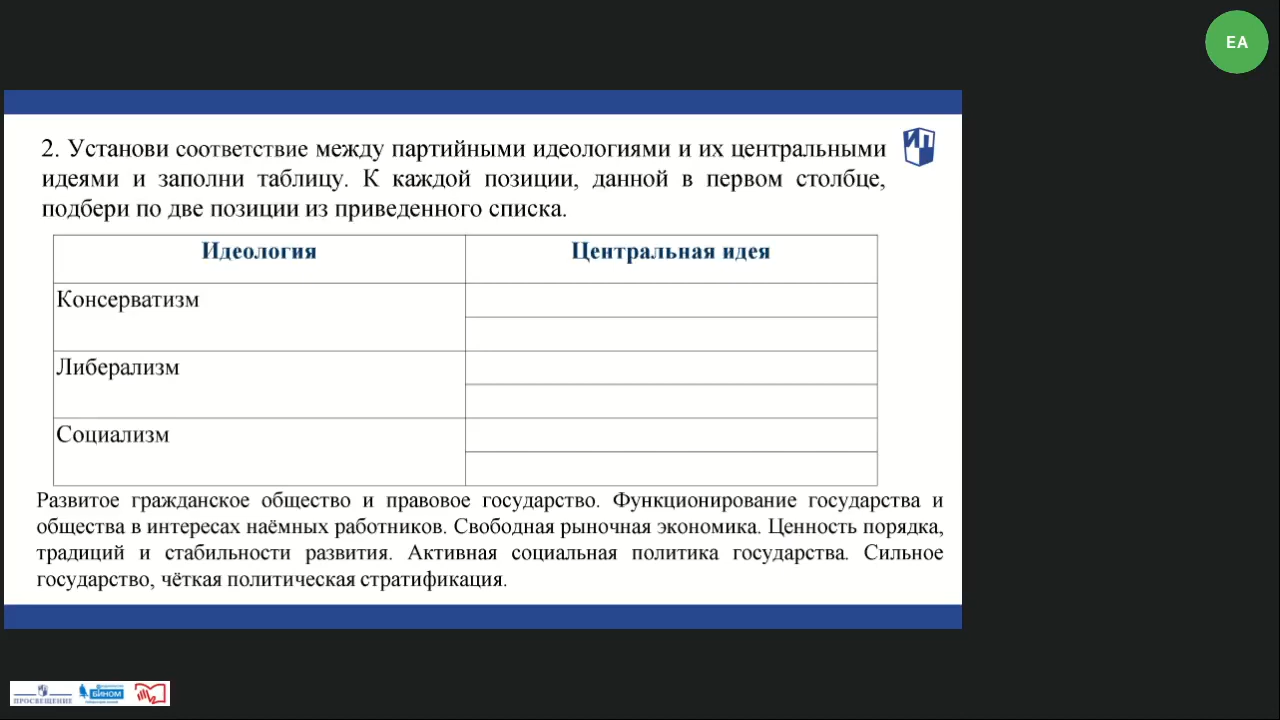 EA
2. Установи соответствие между партийными идеологиями и их центральными
идеями и заполни таблицу. К каждой позиции, данной в первом столбце,
подбери по две позиции из приведенного списка.
Идеология
Центральная идея
Консерватизм
Либерализм
Социализм
Развитое гражданское общество и правовое государство. Функционирование государства и
общества в интересах наёмных работников. Свободная рыночная экономика. Ценность порядка,
традиций и стабильности развития. Активная социальная политика государства. Сильное
государство, чёткая политическая стратификация.
ПРОСВЕЩЕНИЕ
БИНОМ